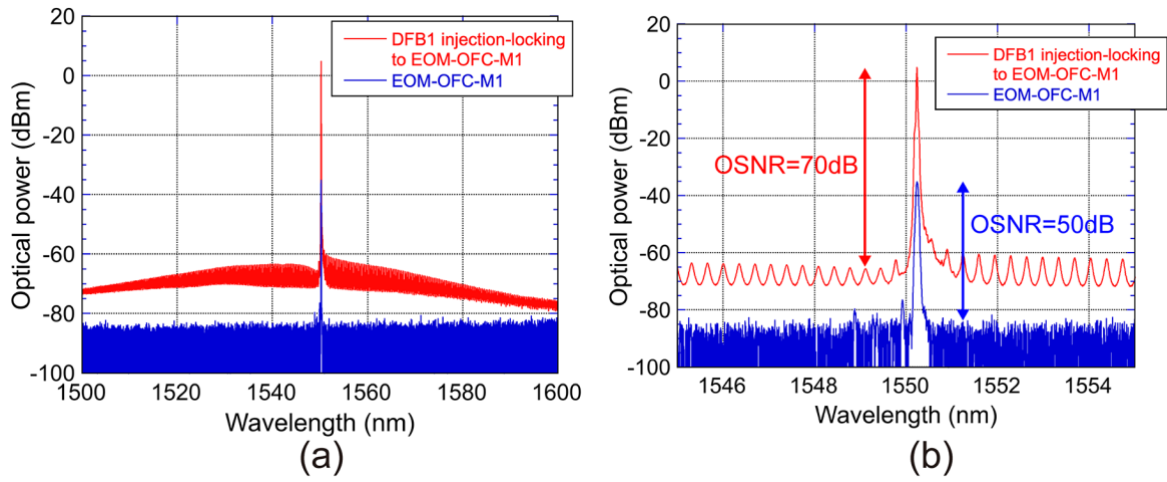 20
0
-20
-40
-60
-80
-100
Optical power (dBm)
DFB1 injection-locking
to EOM-OFC-M1
EOM-OFC-M1
1500 1520 1540 1560 1580 1600
Wavelength (nm)
(a)
20
0
-20
-40
-60
-80
-100
Optical power (dBm)
DFB1 injection-locking
to EOM-OFC-M1
EOM-OFC-M1
OSNR=70dB
OSNR=50dB
1546 1548 1550 1552 1554
Wavelength (nm)
(b)